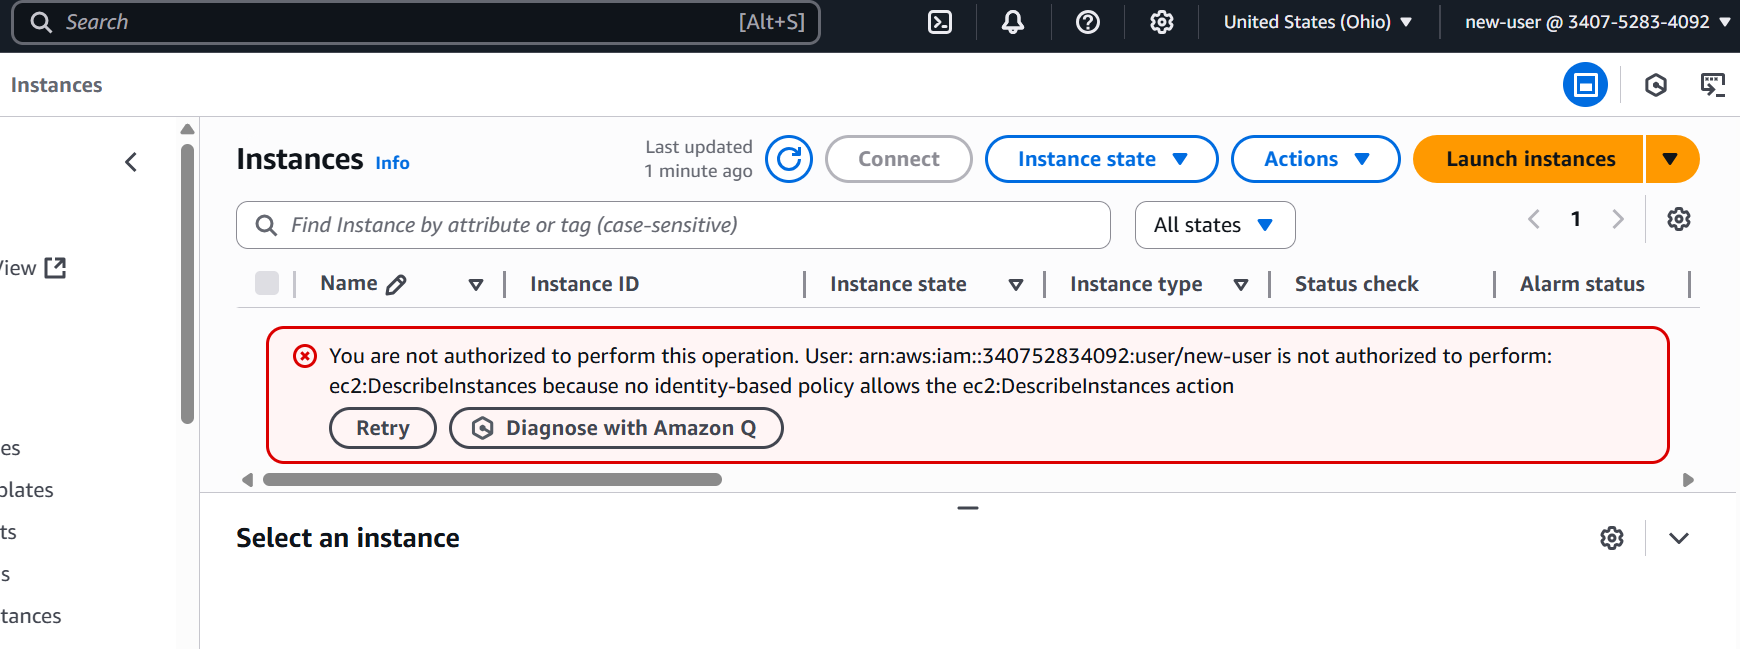 Search [Alt+S] United States (Ohio) new-user @ 3407-5283-4092
Instances
Instances Info
Last updated
1 minute ago
Connect Instance state Actions Launch instances
Find Instance by attribute or tag (case-sensitive) All states 1
View
Name Instance ID Instance state Instance type Status check Alarm status
You are not authorized to perform this operation. User: arn:aws:iam::340752834092:user/new-user is not authorized to perform:
ec2:DescribeInstances because no identity-based policy allows the ec2:DescribeInstances action
Retry Diagnose with Amazon Q
es
plates
ts
s
tances
Select an instance